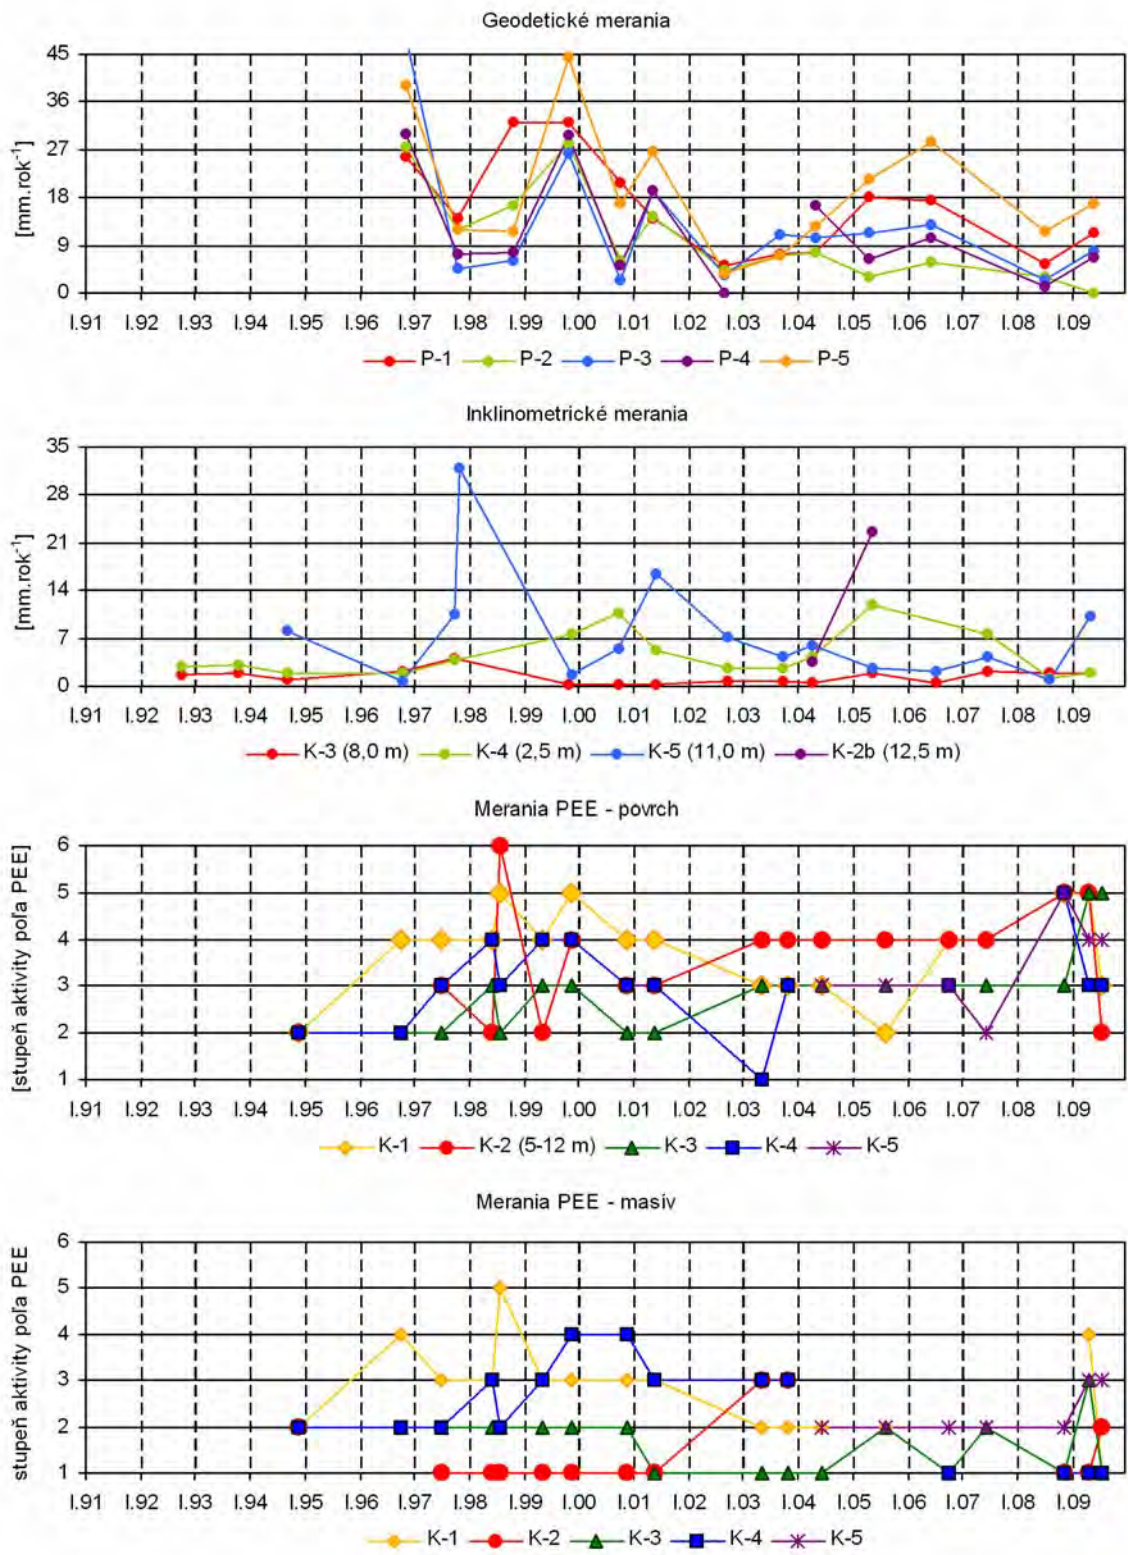 Geodetické merania
[mm.rok-1]
45
36
27
18
9
0
I.91 I.92 I.93 I.94 I.95 I.96 I.97 I.98 I.99 I.00 I.01 I.02 I.03 I.04 I.05 I.06 I.07 I.08 I.09
P-1 P-2 P-3 P-4 P-5
Inklinometrické merania
[mm.rok-1]
35
28
21
14
7
0
I.91 I.92 I.93 I.94 I.95 I.96 I.97 I.98 I.99 I.00 I.01 I.02 I.03 I.04 I.05 I.06 I.07 I.08 I.09
K-3 (8,0 m) K-4 (2,5 m) K-5 (11,0 m) K-2b (12,5 m)
Merania PEE - povrch
[stupeň aktivity poľa PEE]
6
5
4
3
2
1
I.91 I.92 I.93 I.94 I.95 I.96 I.97 I.98 I.99 I.00 I.01 I.02 I.03 I.04 I.05 I.06 I.07 I.08 I.09
K-1 K-2 (5-12 m) K-3 K-4 K-5
Merania PEE - masív
stupeň aktivity poľa PEE
6
5
4
3
2
1
I.91 I.92 I.93 I.94 I.95 I.96 I.97 I.98 I.99 I.00 I.01 I.02 I.03 I.04 I.05 I.06 I.07 I.08 I.09
K-1 K-2 K-3 K-4 K-5